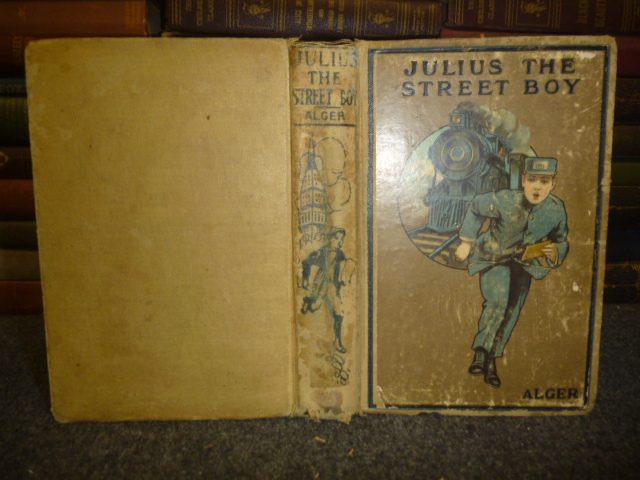 JULIUS
THE
STREET BOY
ALGER
JULIUS THE
STREET BOY
ALGER